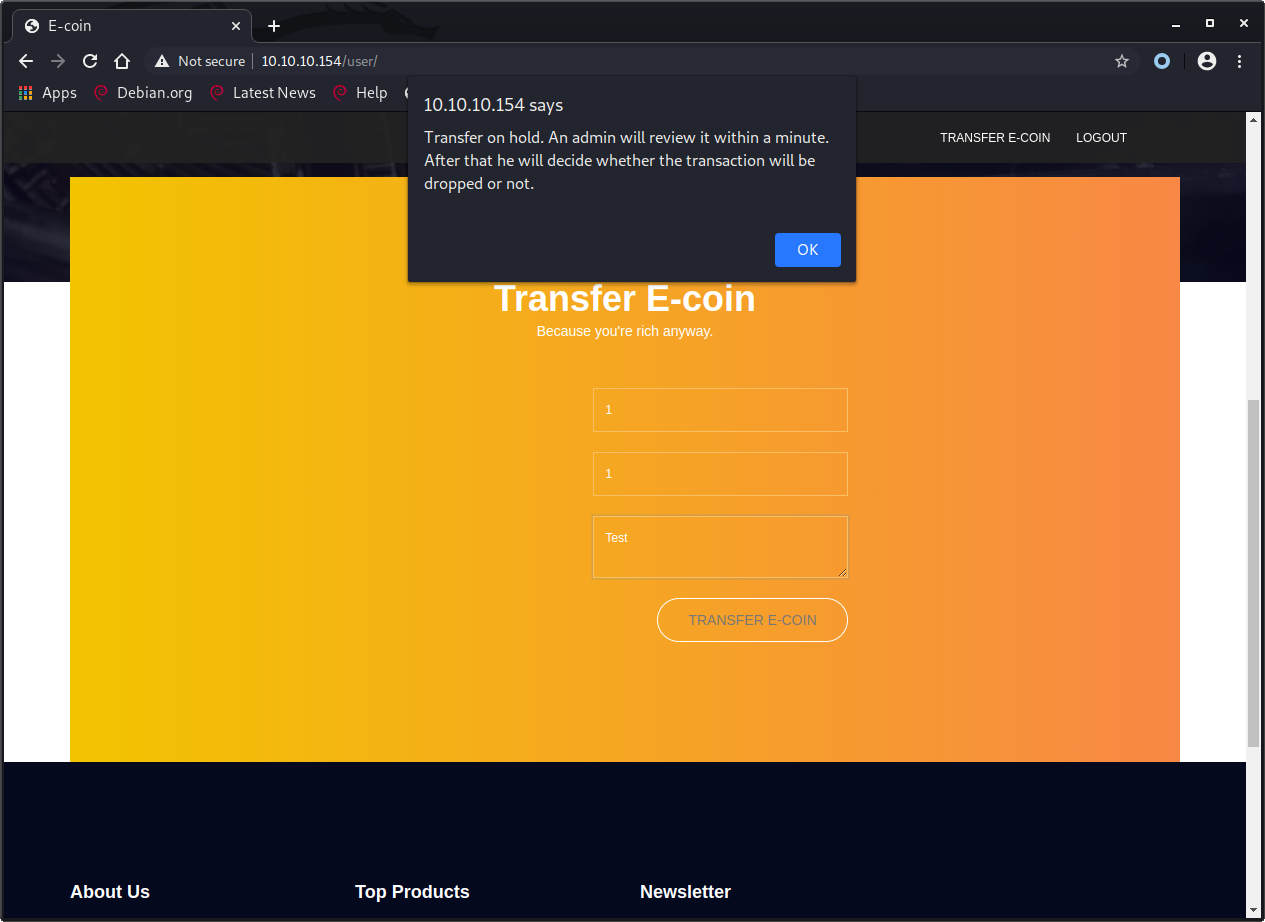 E-coin
Not secure
10.10.10.154/user/
Apps
Debian.org
Latest News
Help
10.10.10.154 says
Transfer on hold. An admin will review it within a minute.
After that he will decide whether the transaction will be
dropped or not.
OK
TRANSFER E-COIN
LOGOUT
Transfer E-coin
Because you're rich anyway.
1
1
Test
TRANSFER E-COIN
About Us
Top Products
Newsletter